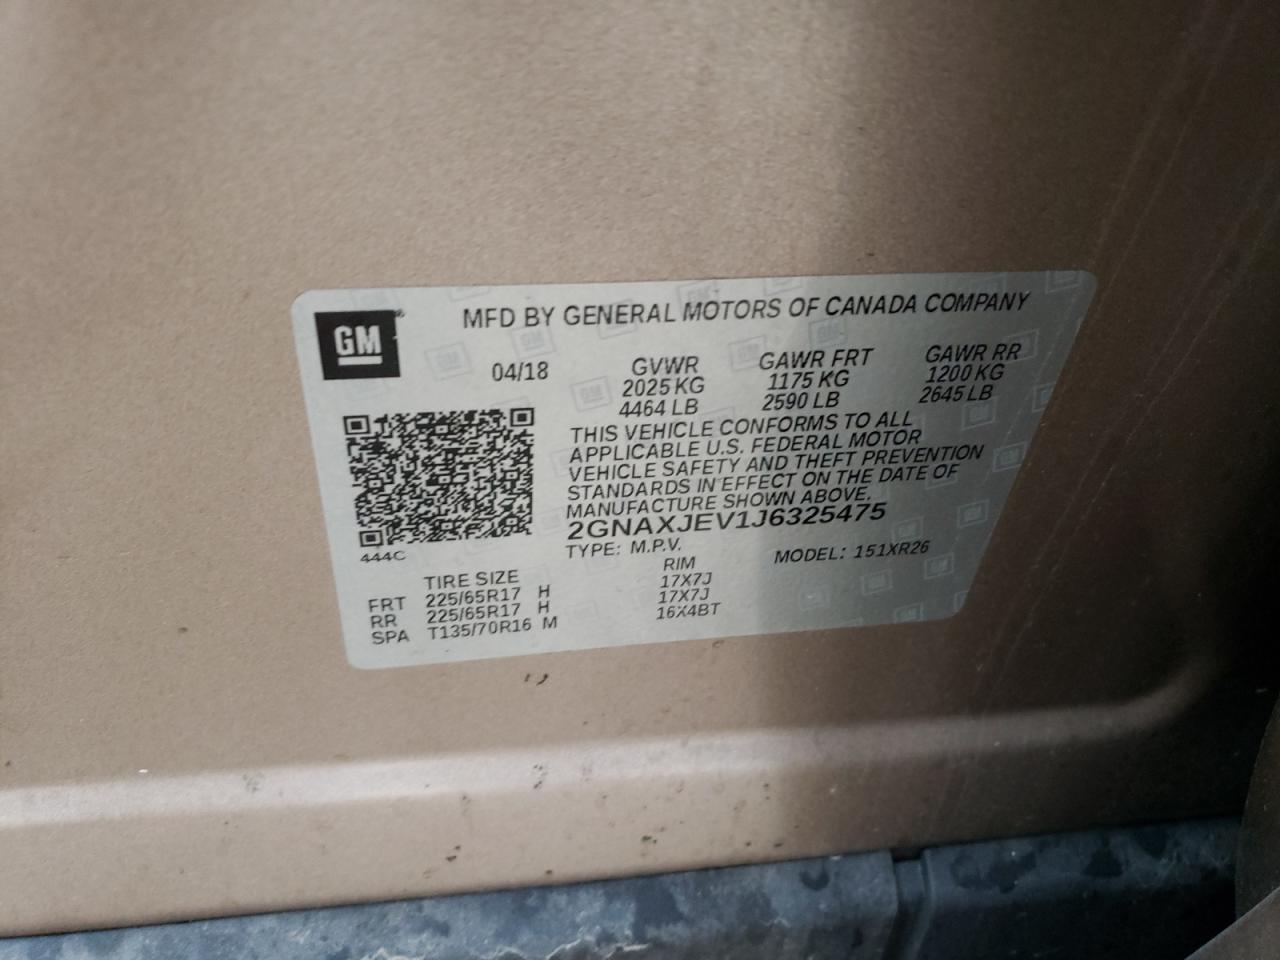 GM
MFD BY GENERAL MOTORS OF CANADA COMPANY
04/18
GVWR
2025 KG
4464 LB
GAWR FRT
1175 KG
2590 LB
GAWR RR
1200 KG
2645 LB
THIS VEHICLE CONFORMS TO ALL
APPLICABLE U.S. FEDERAL MOTOR
VEHICLE SAFETY AND THEFT PREVENTION
STANDARDS IN EFFECT ON THE DATE OF
MANUFACTURE SHOWN ABOVE.
2GNAXJEV1J6325475
444C
TYPE: M.P.V. MODEL: 151XR26
TIRE SIZE RIM
FRT 225/65R17 H 17X7J
RR 225/65R17 H 17X7J
SPA T135/70R16 M 16X4BT